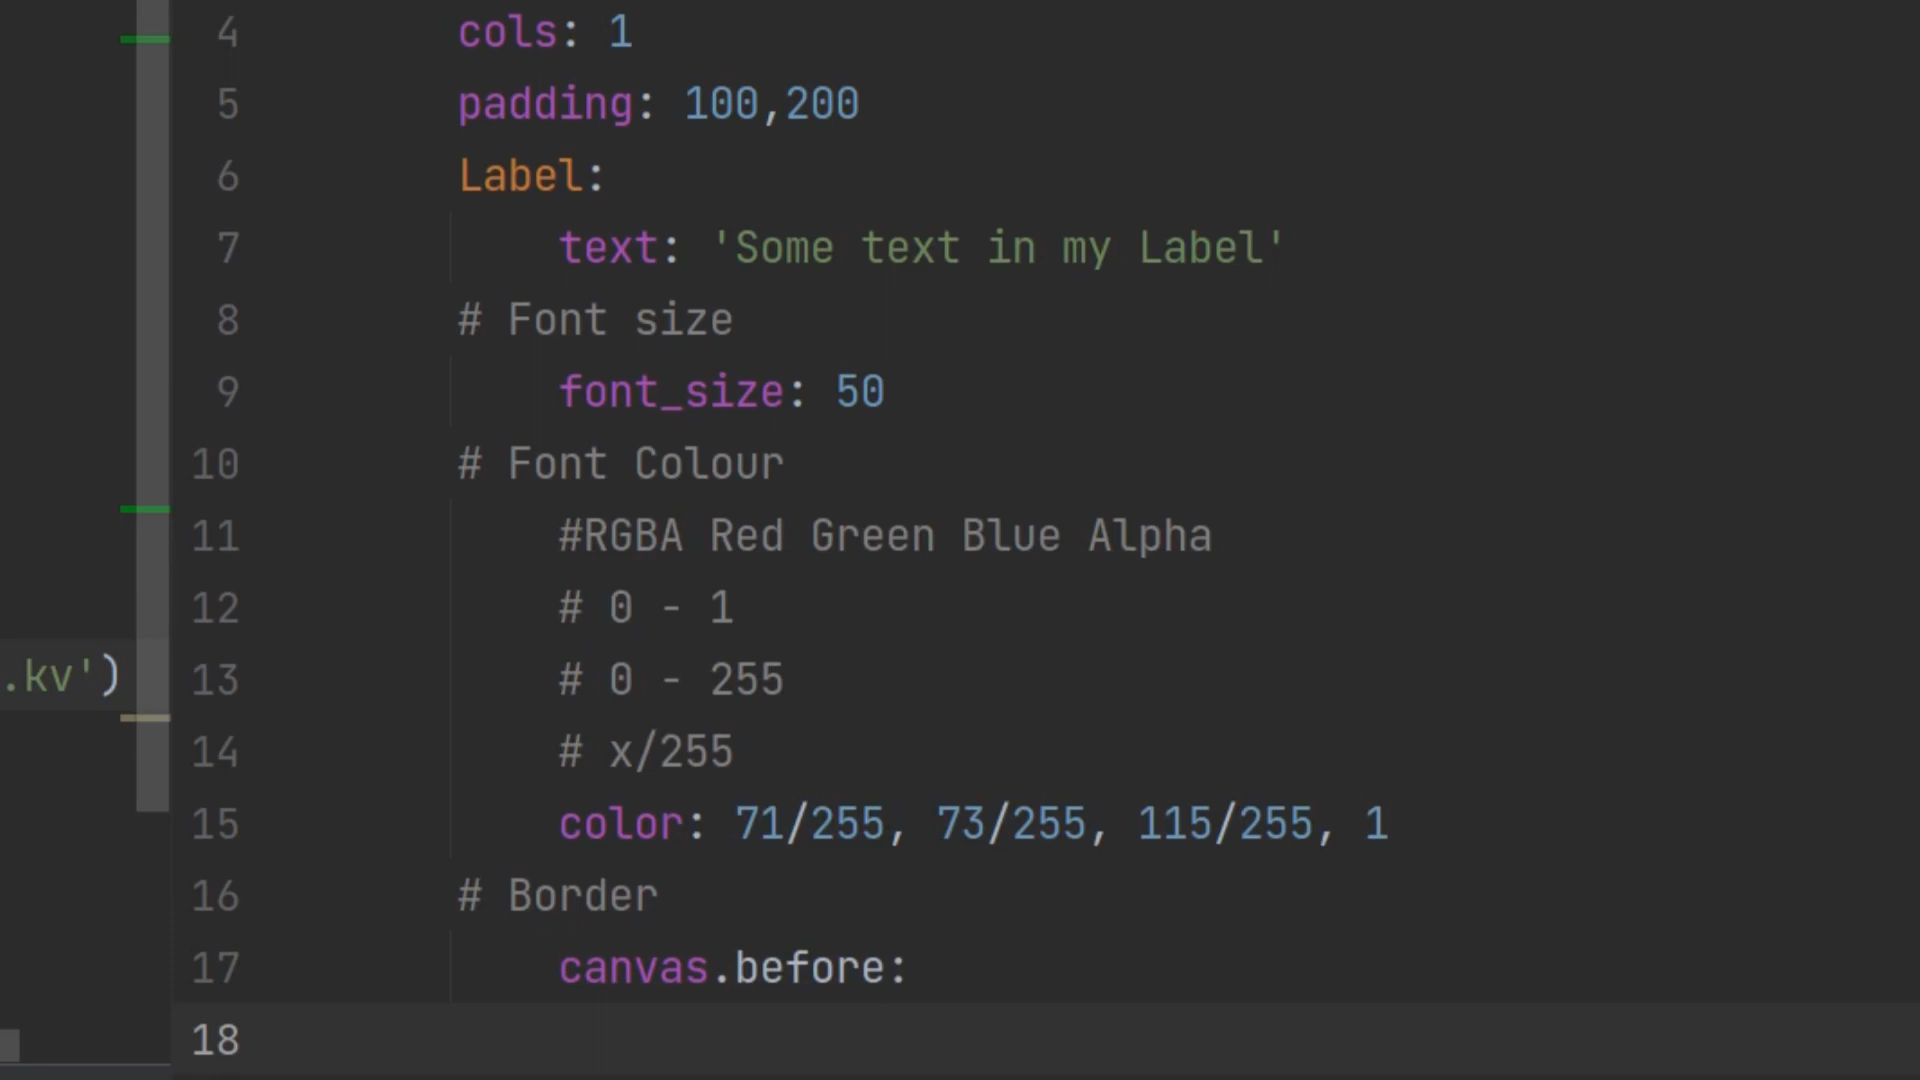 4 cols: 1
5 padding: 100,200
6 Label:
7 text: 'Some text in my Label'
8 # Font size
9 font_size: 50
10 # Font Colour
11 #RGBA Red Green Blue Alpha
12 # 0 - 1
.kv')
13 # 0 - 255
14 # x/255
15 color: 71/255, 73/255, 115/255, 1
16 # Border
17 canvas.before:
18